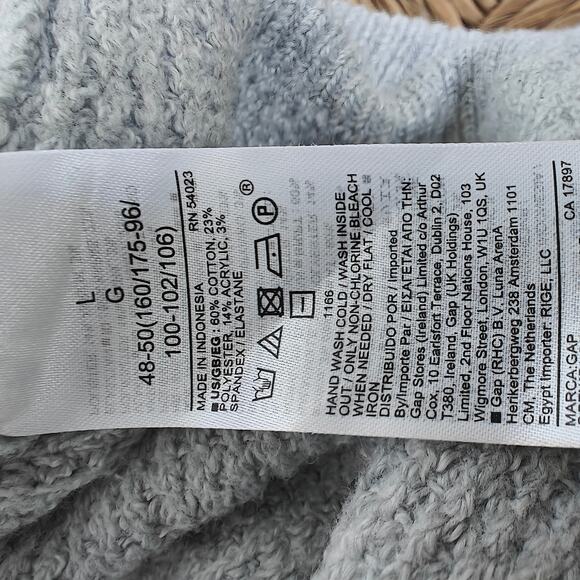 L
G
48-50(160/175-96/
100-102/106)
RN 54023
MADE IN INDONESIA
■ US/GB/EG : 60% COTTON, 23%
POLYESTER, 14% ACRYLIC, 3%
SPANDEX/ ELASTANE
®
1166
HAND WASH COLD / WASH INSIDE
OUT / ONLY NON-CHLORINE BLEACH
WHEN NEEDED / DRY FLAT / COOL
IRON
DISTRIBUIDO POR / Imported
By/Importe Par / ΕΙΣΑΓΕΤΑΙ ΑΠΟ ΤΗΝ:
Gap Stores (Ireland) Limited c/o Arthur
Cox, 10 Earlsfort Terrace, Dublin 2, D02
T380, Ireland, Gap (UK Holdings)
Limited, 2nd Floor Nations House, 103
Wigmore Street, London, W1U 1QS, UK
■ Gap (RHC) B.V., Luna ArenA
Herikerbergweg 238 Amsterdam 1101
CM, The Netherlands
Egypt Importer: RIGE, LLC
MARCA.GAP
CA 17897